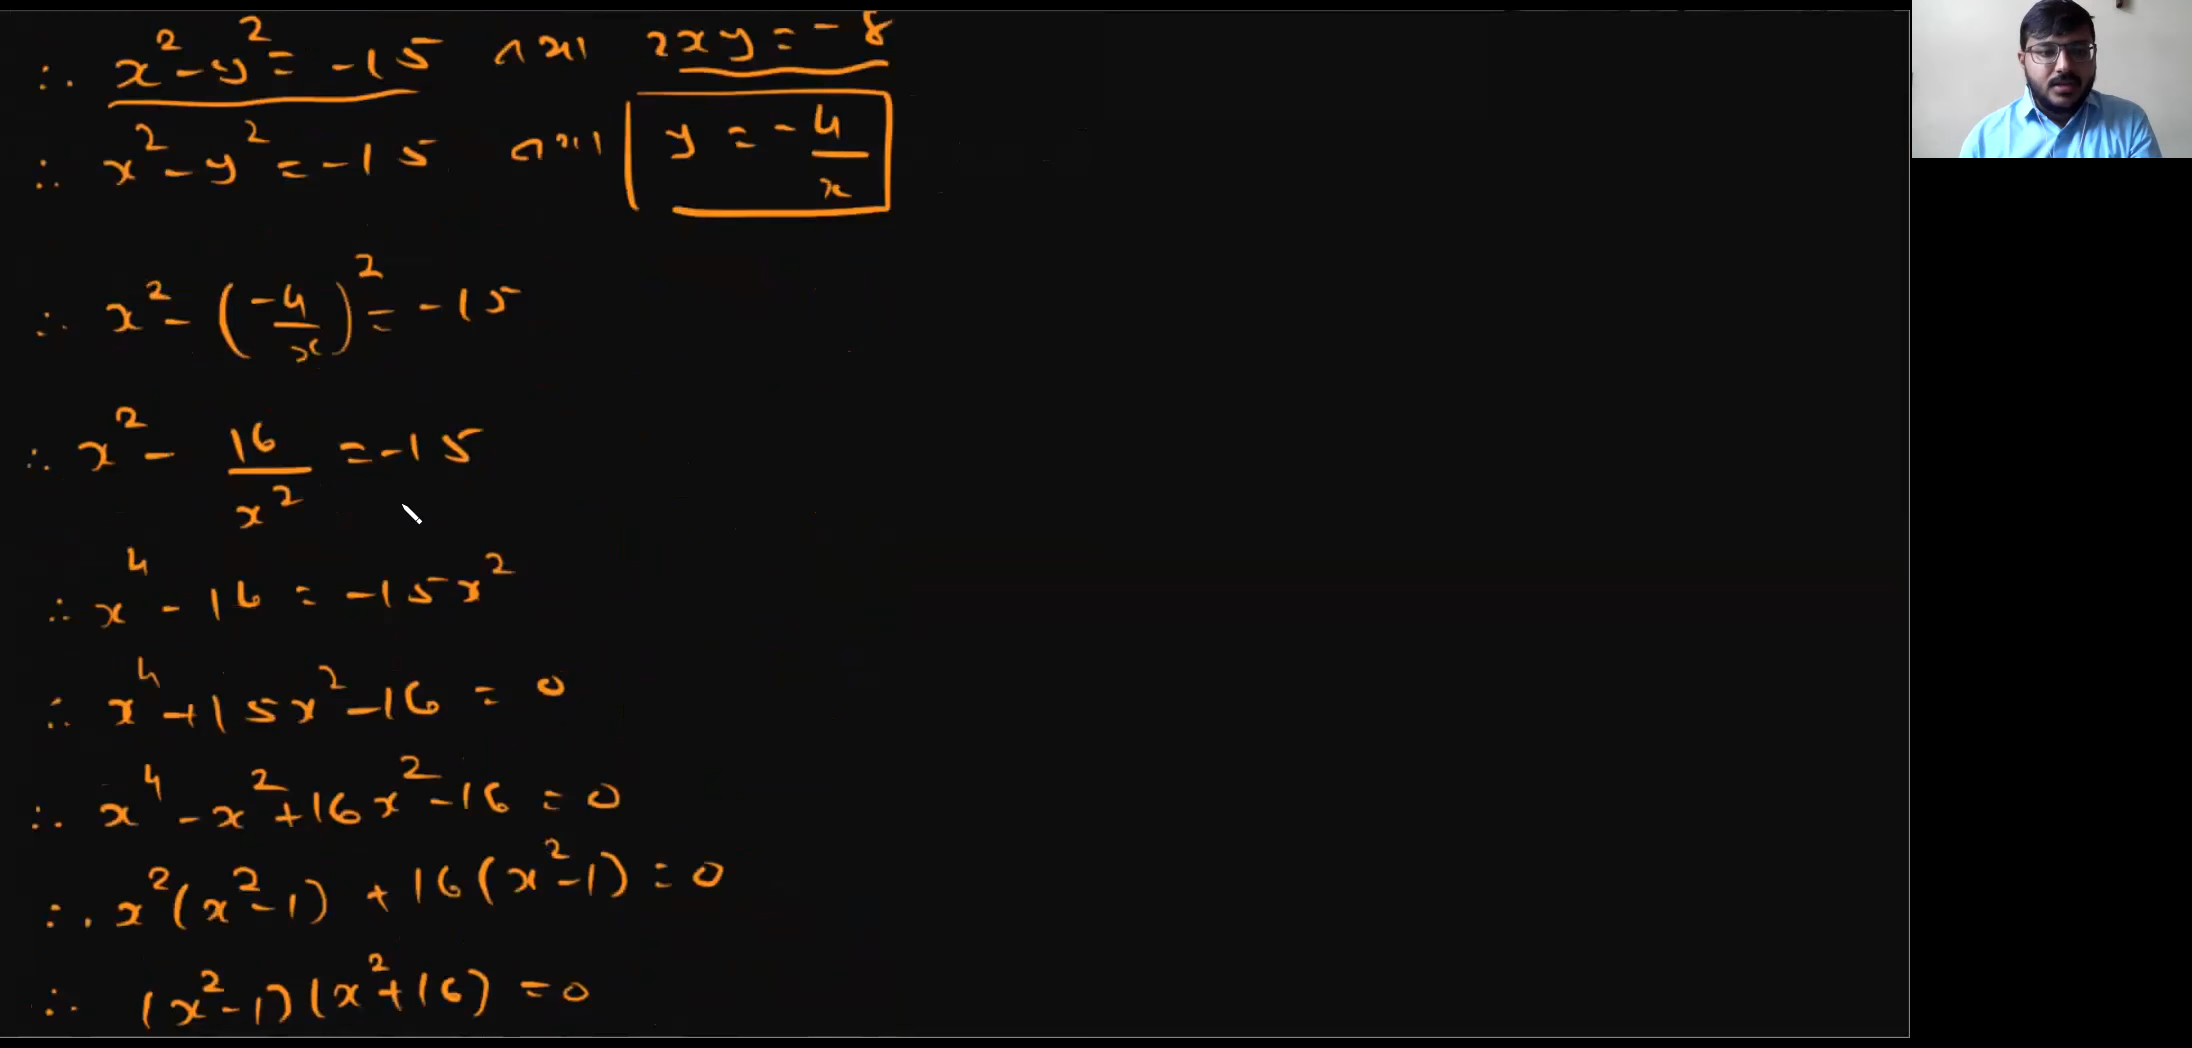 ∴ x² - y² = -15 અથવા 2xy = -8
∴ x² - y² = -15 અથવા y = -4/x
∴ x² - (-4/x)² = -15
∴ x² - 16/x² = -15
∴ x⁴ - 16 = -15x²
∴ x⁴ + 15x² - 16 = 0
∴ x⁴ - x² + 16x² - 16 = 0
∴ x²(x² - 1) + 16(x² - 1) = 0
∴ (x² - 1)(x² + 16) = 0